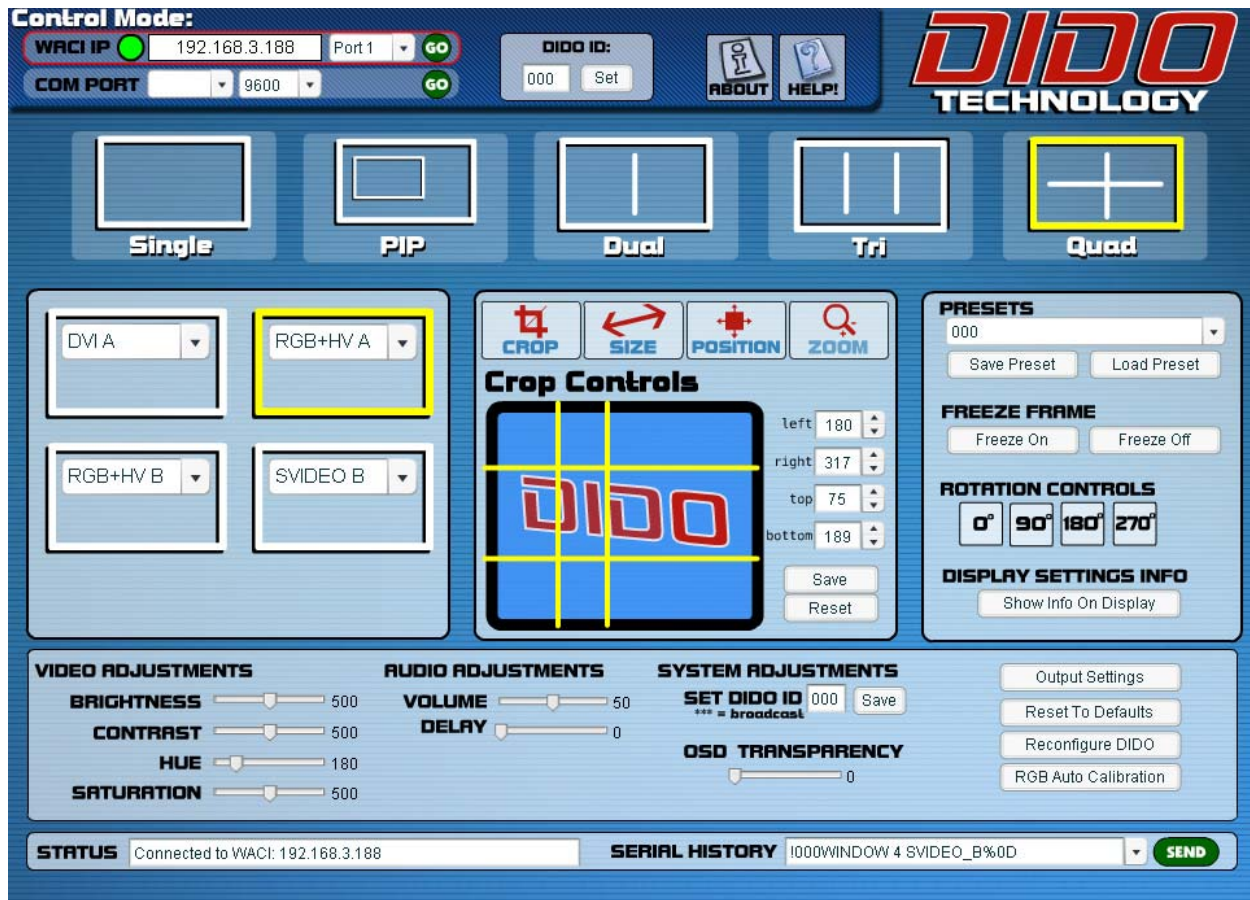 Control Mode:
WACI IP 192.168.3.188 Port 1 GO
COM PORT 9600 GO
DIDO ID:
000 Set
ABOUT HELP!
DIDO
TECHNOLOGY
Single PIP Dual Tri Quad
DVI A RGB+HV A
RGB+HV B SVIDEO B
CROP SIZE POSITION ZOOM
Crop Controls
DIDO
left 180
right 317
top 75
bottom 189
Save
Reset
PRESETS
000
Save Preset Load Preset
FREEZE FRAME
Freeze On Freeze Off
ROTATION CONTROLS
0° 90° 180° 270°
DISPLAY SETTINGS INFO
Show Info On Display
VIDEO ADJUSTMENTS
BRIGHTNESS 500
CONTRAST 500
HUE 180
SATURATION 500
AUDIO ADJUSTMENTS
VOLUME 50
DELAY 0
SYSTEM ADJUSTMENTS
SET DIDO ID 000 Save
*** = broadcast
OSD TRANSPARENCY
0
Output Settings
Reset To Defaults
Reconfigure DIDO
RGB Auto Calibration
STATUS Connected to WACI: 192.168.3.188
SERIAL HISTORY !000WINDOW 4 SVIDEO_B%0D SEND